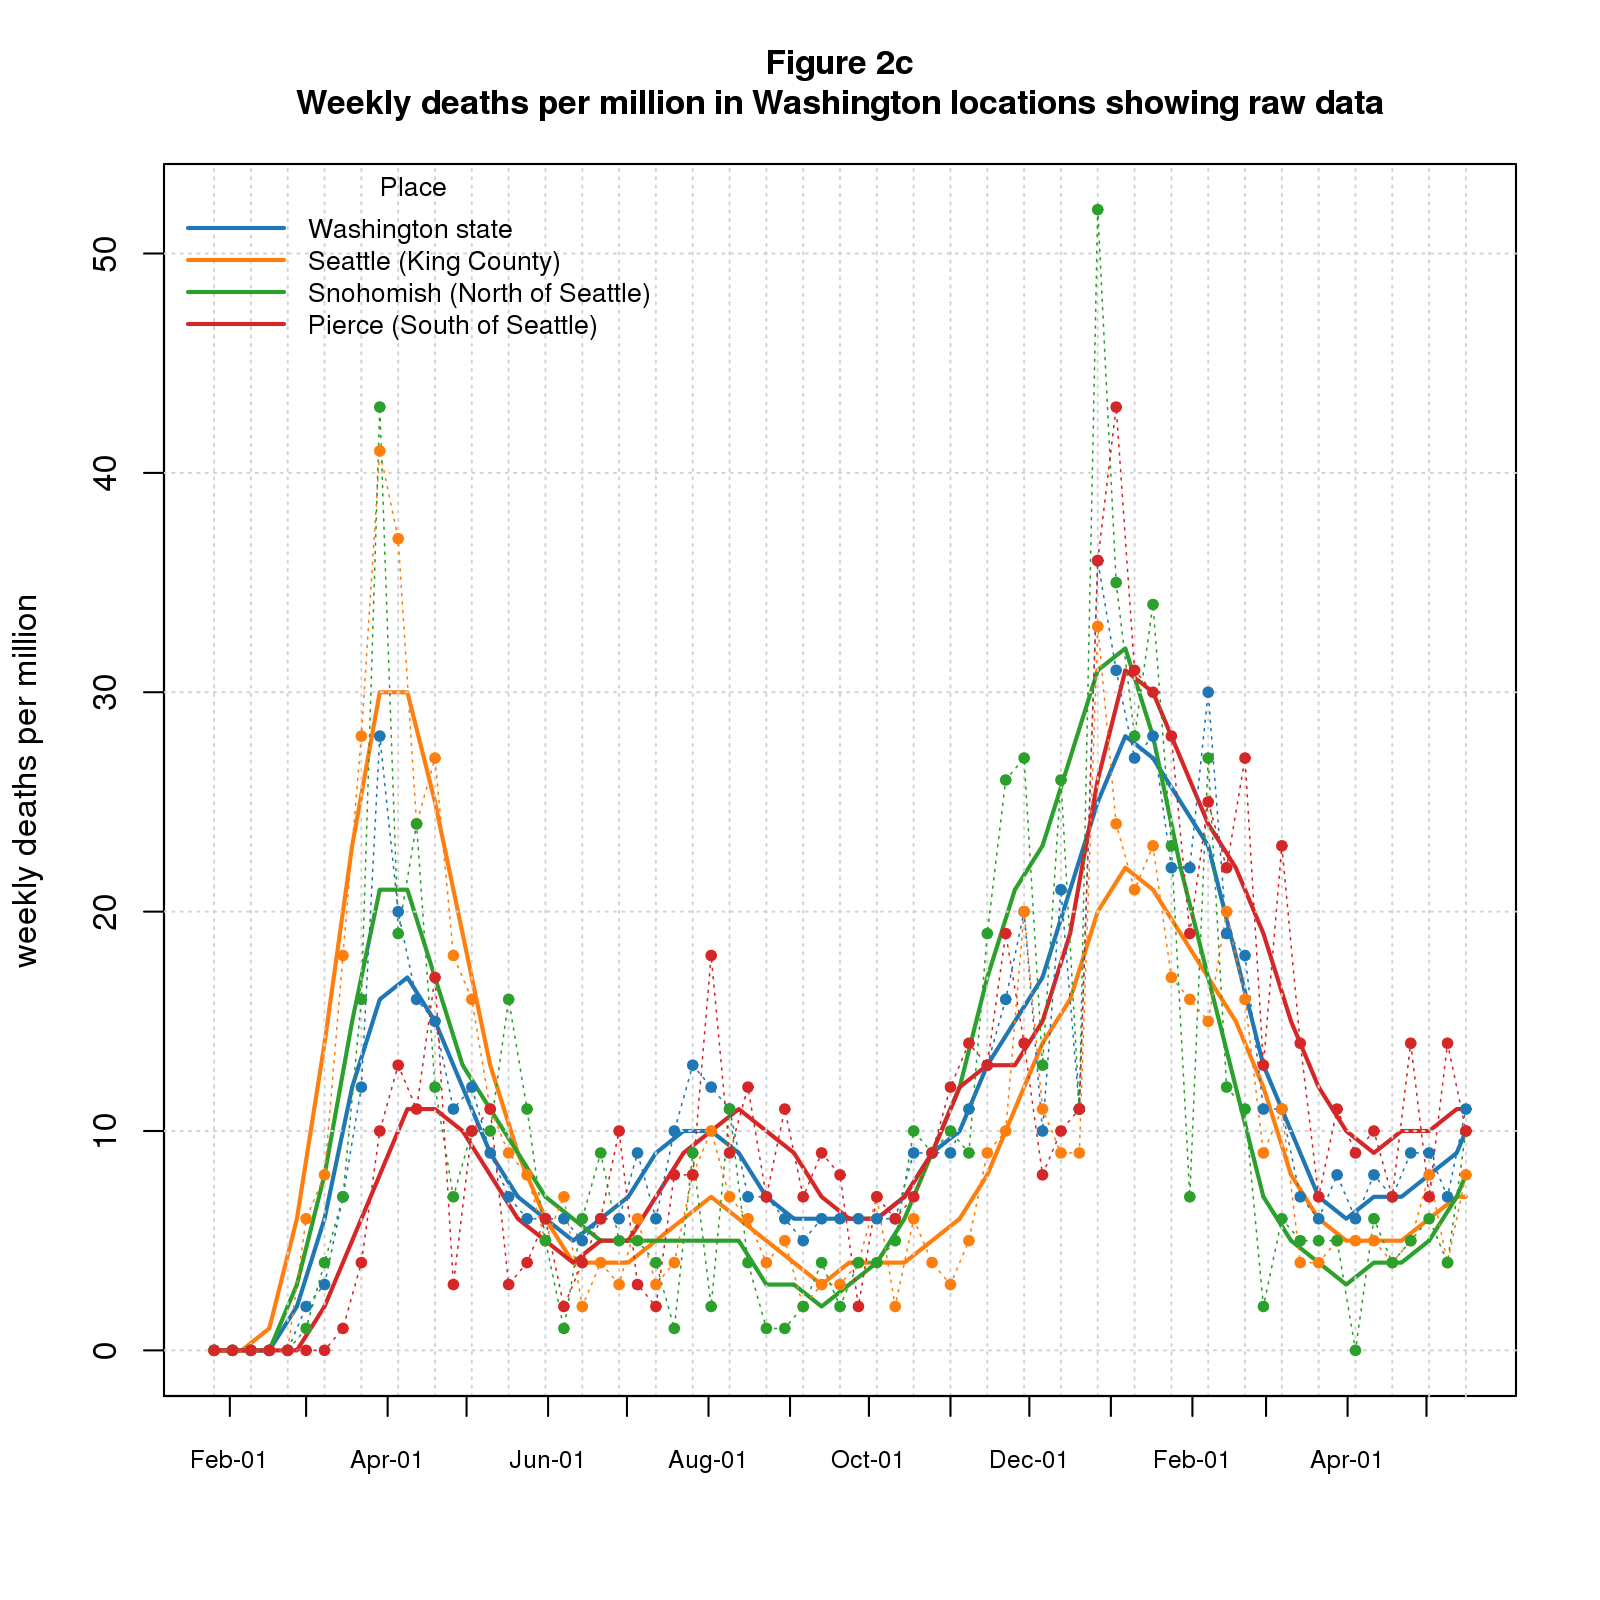 Figure 2c
Weekly deaths per million in Washington locations showing raw data
Place
Washington state
Seattle (King County)
Snohomish (North of Seattle)
Pierce (South of Seattle)
weekly deaths per million
50
40
30
20
10
0
Feb-01 Apr-01 Jun-01 Aug-01 Oct-01 Dec-01 Feb-01 Apr-01